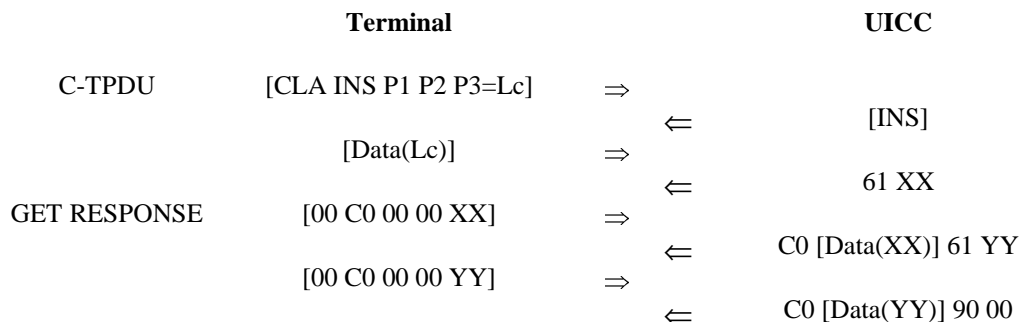 Terminal UICC
C-TPDU [CLA INS P1 P2 P3=Lc] ⇒
⇐ [INS]
[Data(Lc)] ⇒
⇐ 61 XX
GET RESPONSE [00 C0 00 00 XX] ⇒
⇐ C0 [Data(XX)] 61 YY
[00 C0 00 00 YY] ⇒
⇐ C0 [Data(YY)] 90 00